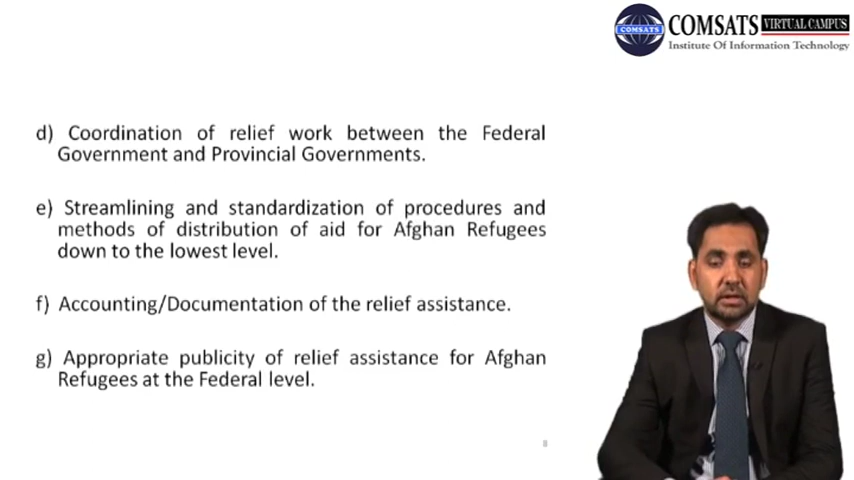 COMSATS
COMSATS VIRTUAL CAMPUS
Institute Of Information Technology
d) Coordination of relief work between the Federal
Government and Provincial Governments.
e) Streamlining and standardization of procedures and
methods of distribution of aid for Afghan Refugees
down to the lowest level.
f) Accounting/Documentation of the relief assistance.
g) Appropriate publicity of relief assistance for Afghan
Refugees at the Federal level.
8